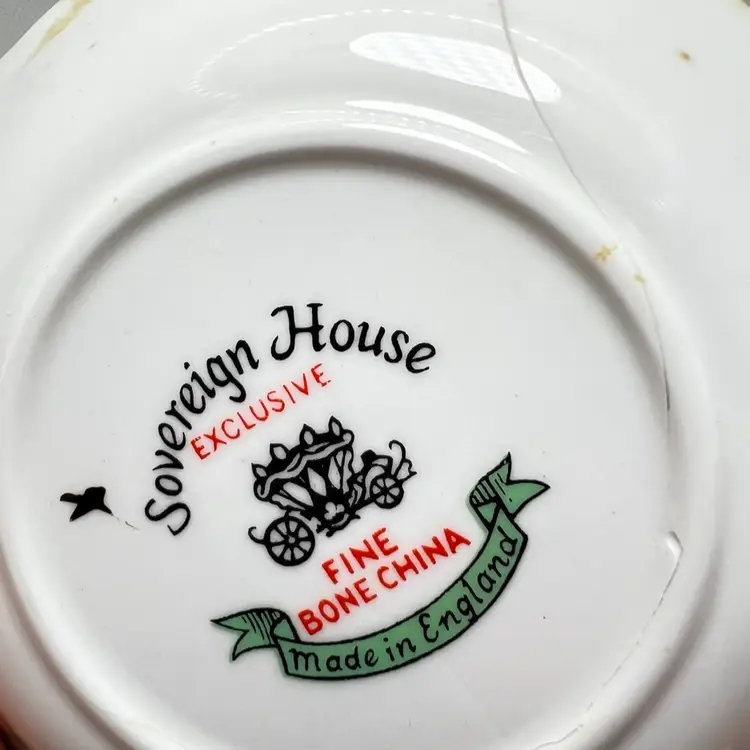 Sovereign House
EXCLUSIVE
FINE
BONE CHINA
Made in England